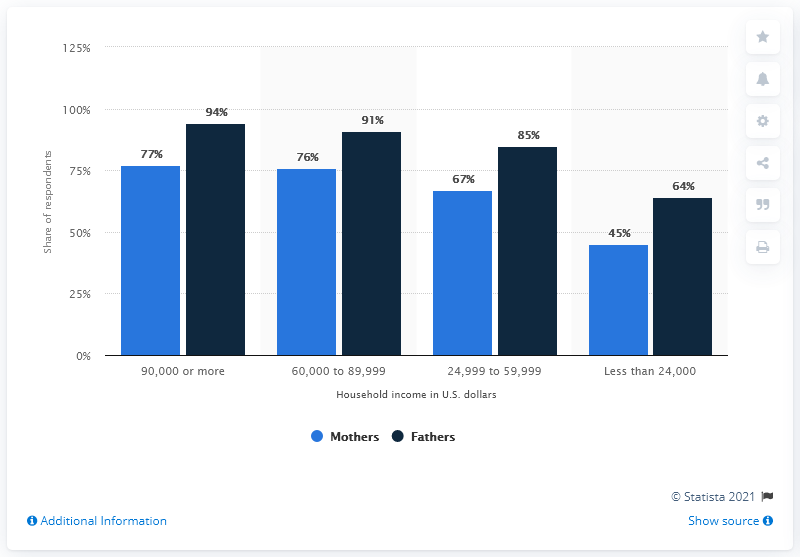 125%
100%
75%
50%
25%
0%
Share of respondents
77%
94%
76%
91%
67%
85%
45%
64%
90,000 or more
60,000 to 89,999
24,999 to 59,999
Less than 24,000
Household income in U.S. dollars
Mothers
Fathers
© Statista 2021
Additional Information
Show source